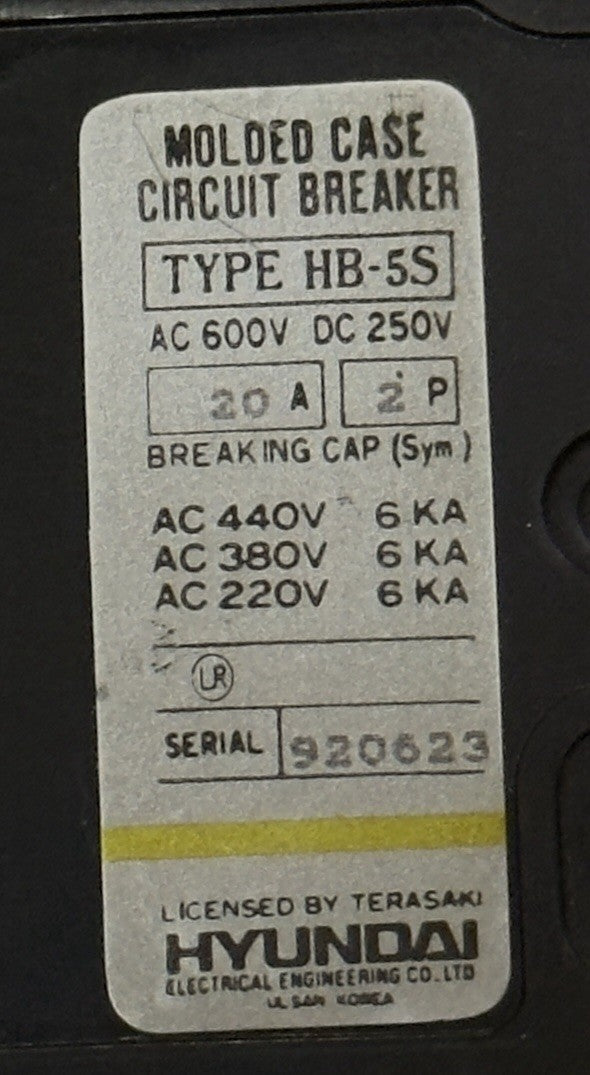 MOLDED CASE
CIRCUIT BREAKER
TYPE HB-5S
AC 600V DC 250V
20 A 2 P
BREAKING CAP (Sym)
AC 440V 6 KA
AC 380V 6 KA
AC 220V 6 KA
LR
SERIAL 920623
LICENSED BY TERASAKI
HYUNDAI
ELECTRICAL ENGINEERING CO.LTD
ULSAN KOREA